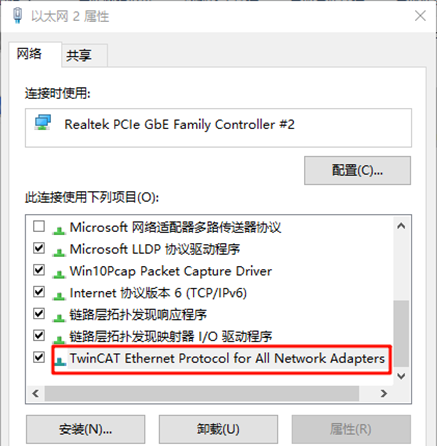 以太网 2 属性
网络
共享
连接时使用:
Realtek PCIe GbE Family Controller #2
配置(C)...
此连接使用下列项目(O):
Microsoft 网络适配器多路传送器协议
Microsoft LLDP 协议驱动程序
Win10Pcap Packet Capture Driver
Internet 协议版本 6 (TCP/IPv6)
链路层拓扑发现响应程序
链路层拓扑发现映射器 I/O 驱动程序
TwinCAT Ethernet Protocol for All Network Adapters
安装(N)...
卸载(U)
属性(R)